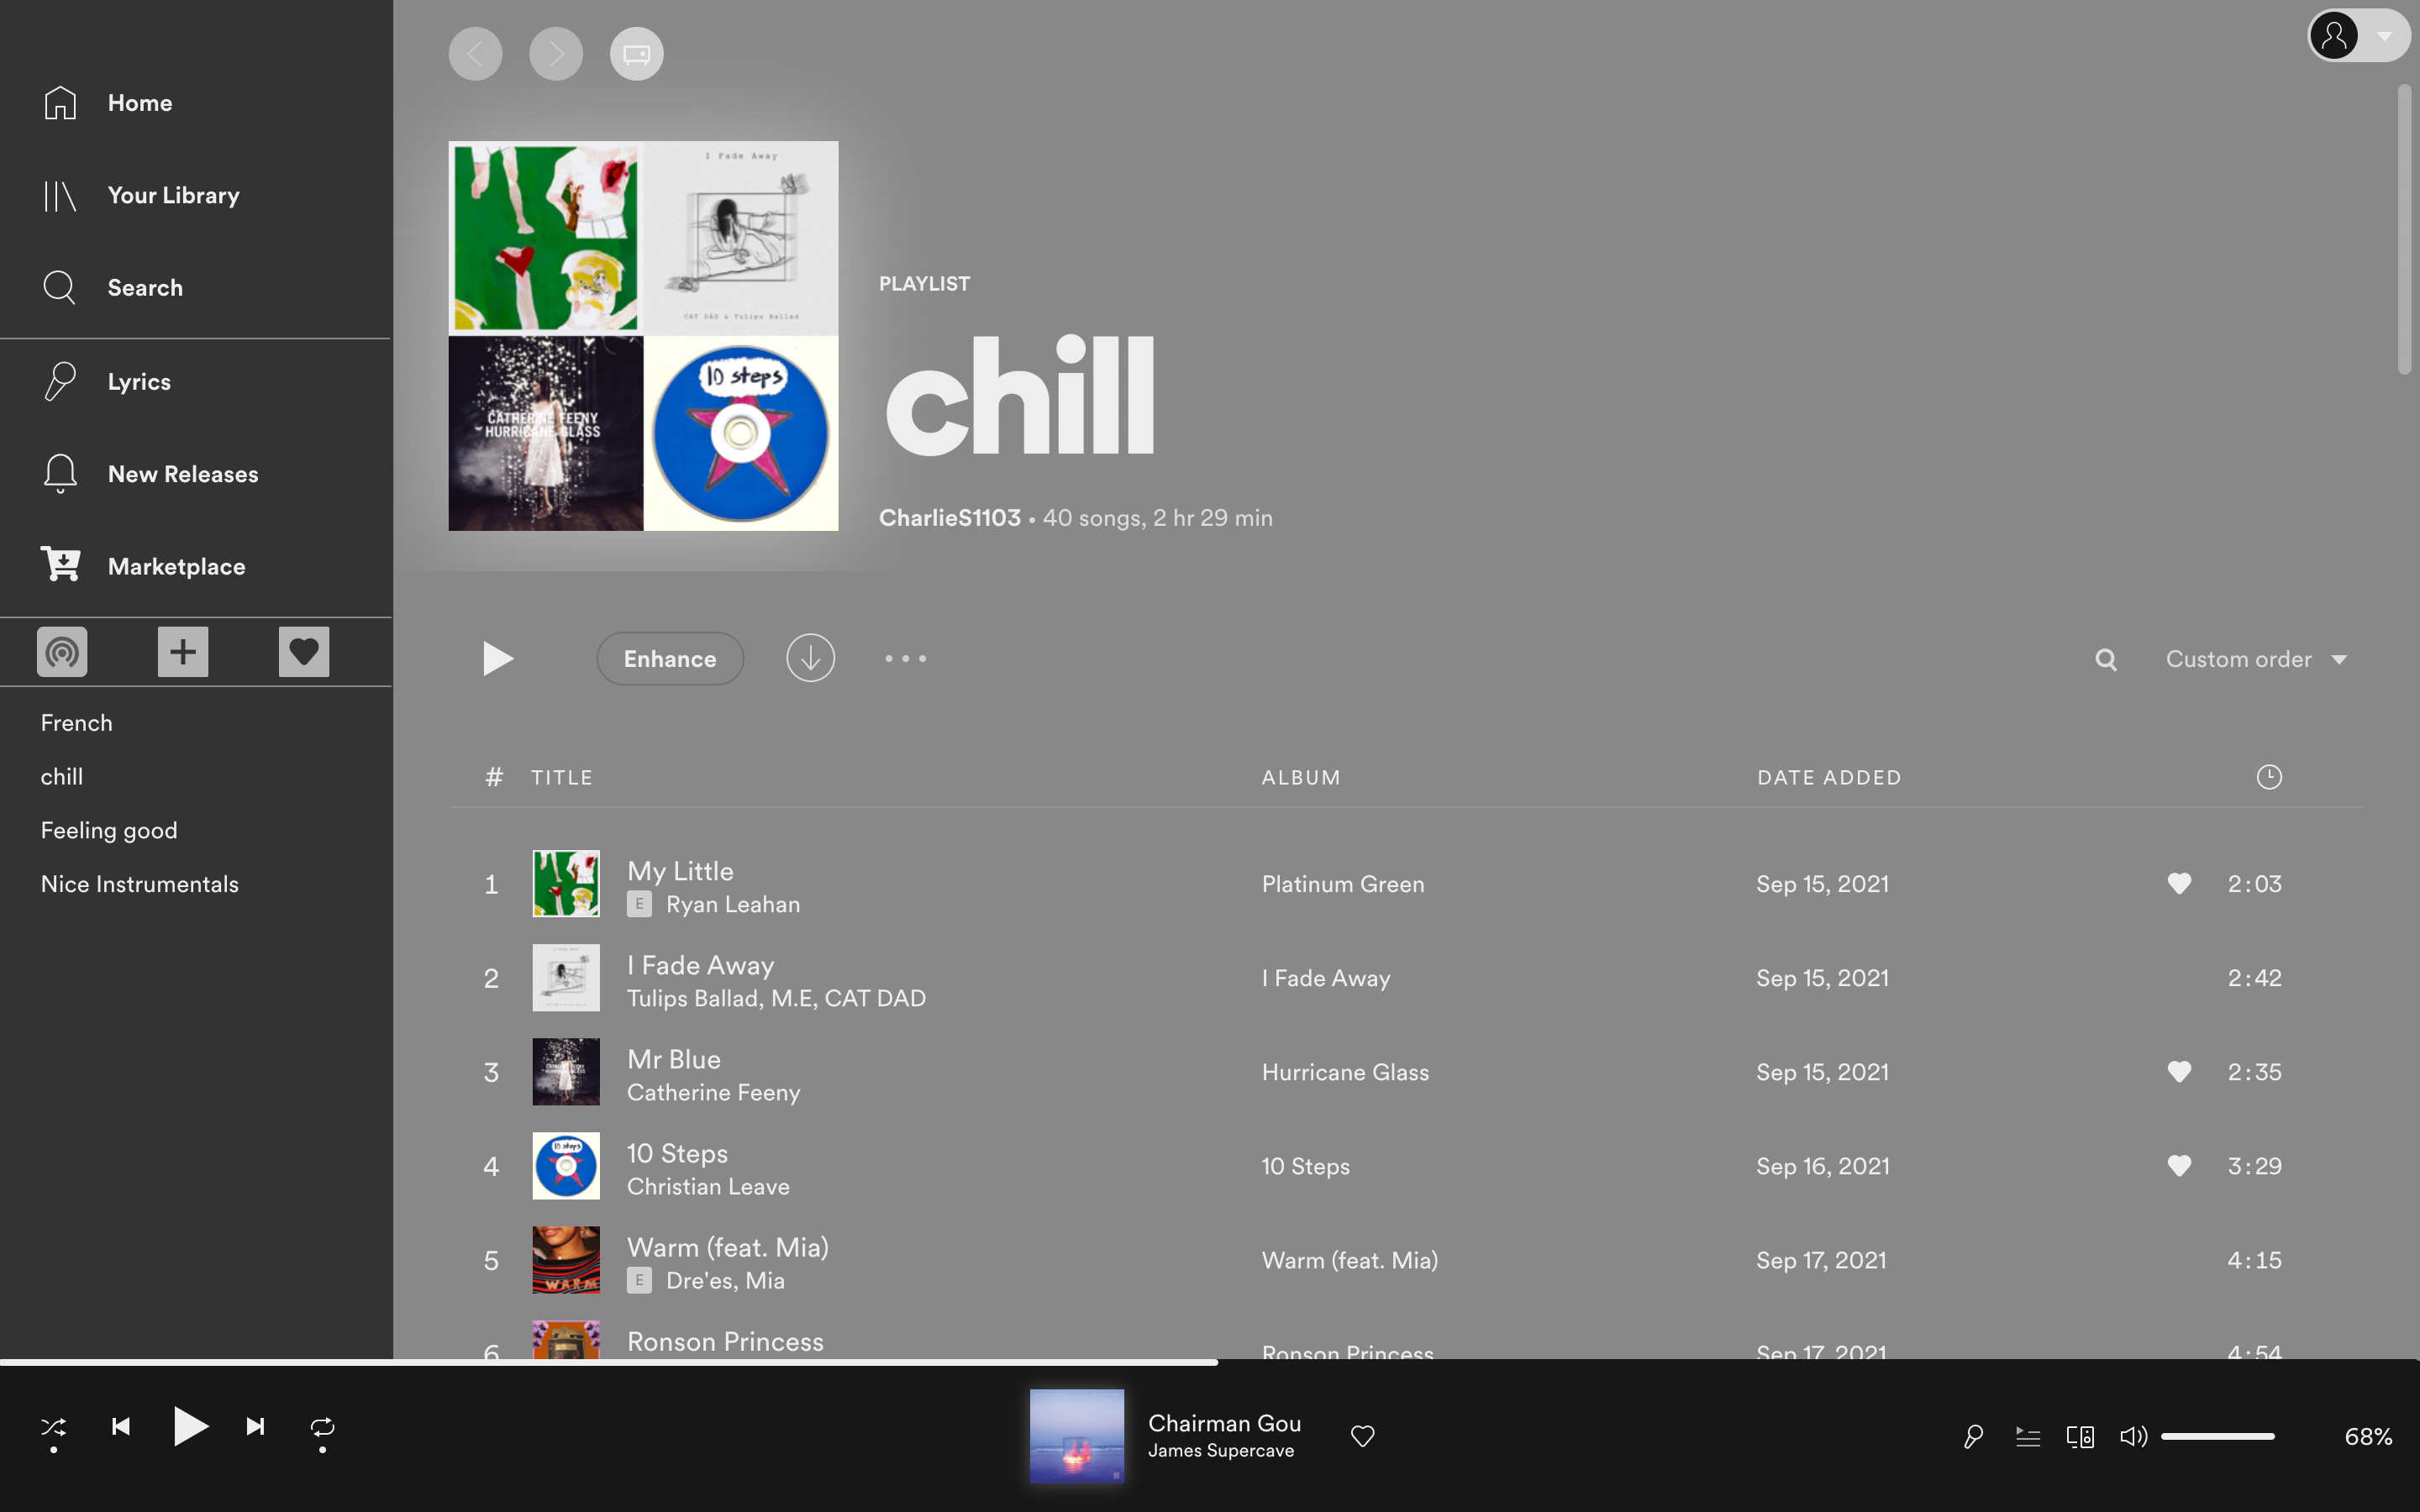 Home
Your Library
Search
Lyrics
New Releases
Marketplace
French
chill
Feeling good
Nice Instrumentals
I Fade Away
CAT DAD & Tulips Ballad
CATHERINE FEENY
HURRICANE GLASS
10 steps
PLAYLIST
chill
CharlieS1103 • 40 songs, 2 hr 29 min
Enhance
Custom order
# TITLE ALBUM DATE ADDED
1 My Little Platinum Green Sep 15, 2021 2:03
E Ryan Leahan
2 I Fade Away I Fade Away Sep 15, 2021 2:42
Tulips Ballad, M.E, CAT DAD
3 Mr Blue Hurricane Glass Sep 15, 2021 2:35
Catherine Feeny
4 10 Steps 10 Steps Sep 16, 2021 3:29
10 steps
Christian Leave
5 Warm (feat. Mia) Warm (feat. Mia) Sep 17, 2021 4:15
WARM
E Dre'es, Mia
6 Ronson Princess Ronson Princess Sep 17, 2021 4:54
Chairman Gou
James Supercave
68%